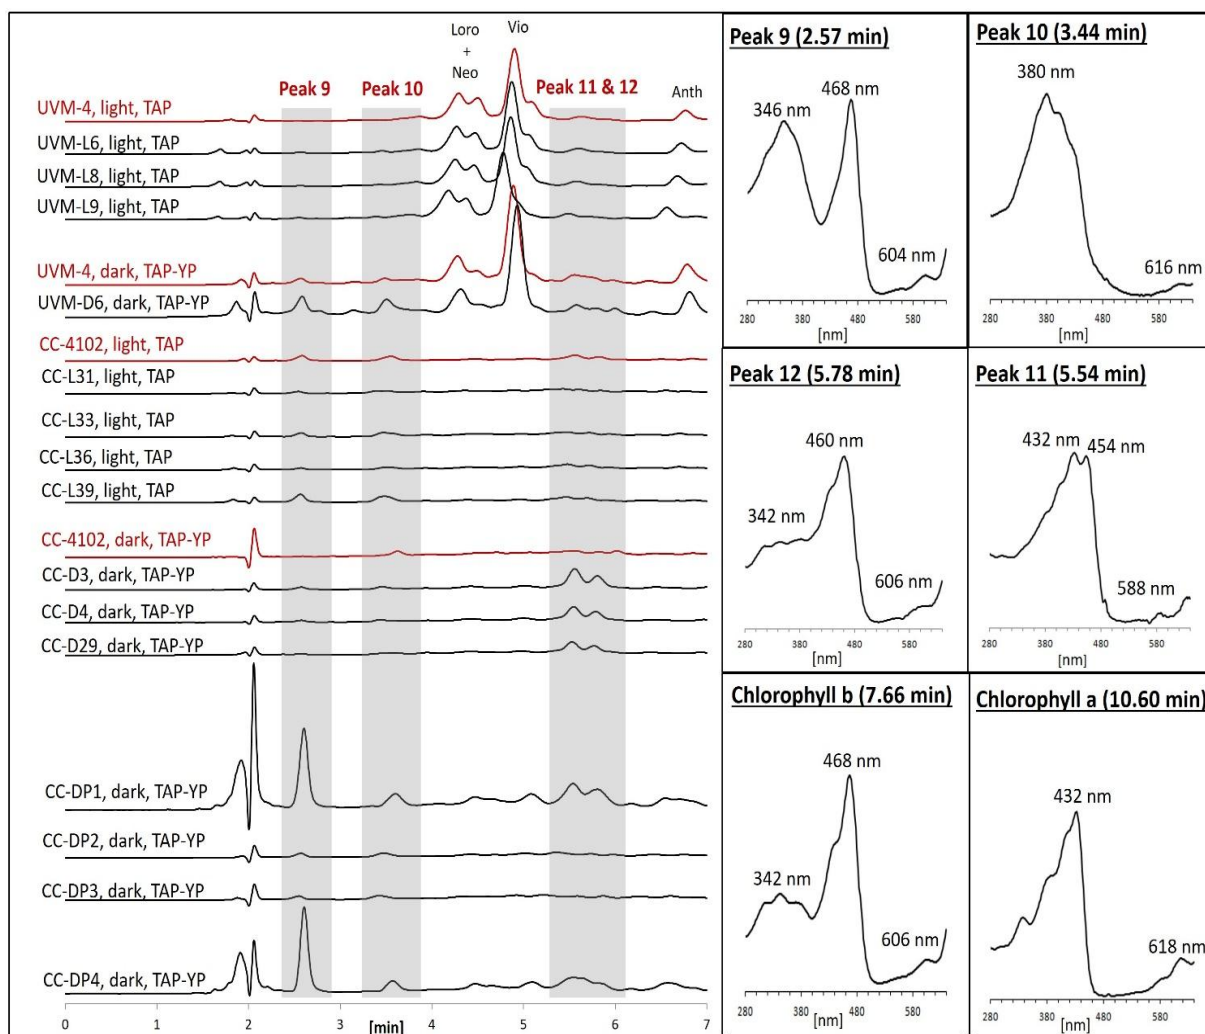 Loro
+
Neo
Vio
Peak 9
Peak 10
Peak 11 & 12
Anth
UVM-4, light, TAP
UVM-L6, light, TAP
UVM-L8, light, TAP
UVM-L9, light, TAP
UVM-4, dark, TAP-YP
UVM-D6, dark, TAP-YP
CC-4102, light, TAP
CC-L31, light, TAP
CC-L33, light, TAP
CC-L36, light, TAP
CC-L39, light, TAP
CC-4102, dark, TAP-YP
CC-D3, dark, TAP-YP
CC-D4, dark, TAP-YP
CC-D29, dark, TAP-YP
CC-DP1, dark, TAP-YP
CC-DP2, dark, TAP-YP
CC-DP3, dark, TAP-YP
CC-DP4, dark, TAP-YP
0 1 2 3 4 5 6 7
[min]
Peak 9 (2.57 min)
468 nm
346 nm
604 nm
280 380 480 580
[nm]
Peak 10 (3.44 min)
380 nm
616 nm
280 380 480 580
[nm]
Peak 12 (5.78 min)
460 nm
342 nm
606 nm
280 380 480 580
[nm]
Peak 11 (5.54 min)
432 nm 454 nm
588 nm
280 380 480 580
[nm]
Chlorophyll b (7.66 min)
468 nm
342 nm
606 nm
280 380 480 580
[nm]
Chlorophyll a (10.60 min)
432 nm
618 nm
280 380 480 580
[nm]